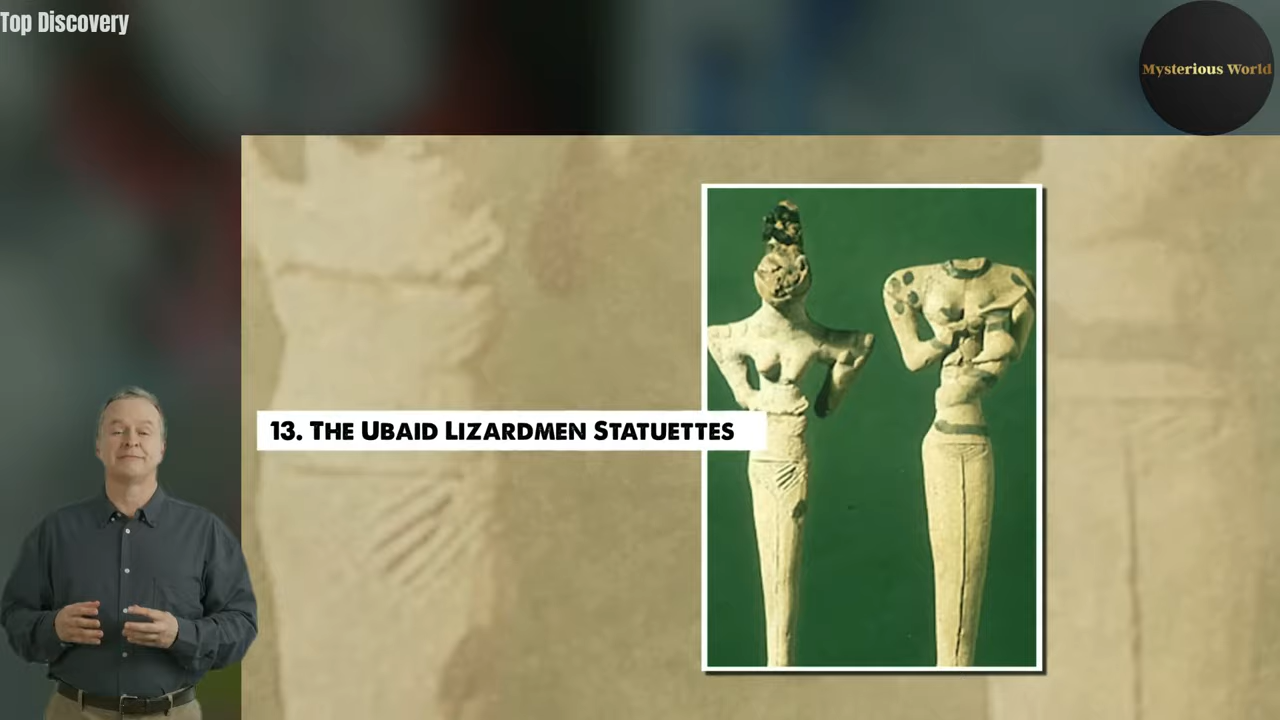 Top Discovery
Mysterious World
13. The Ubaid Lizardmen Statuettes